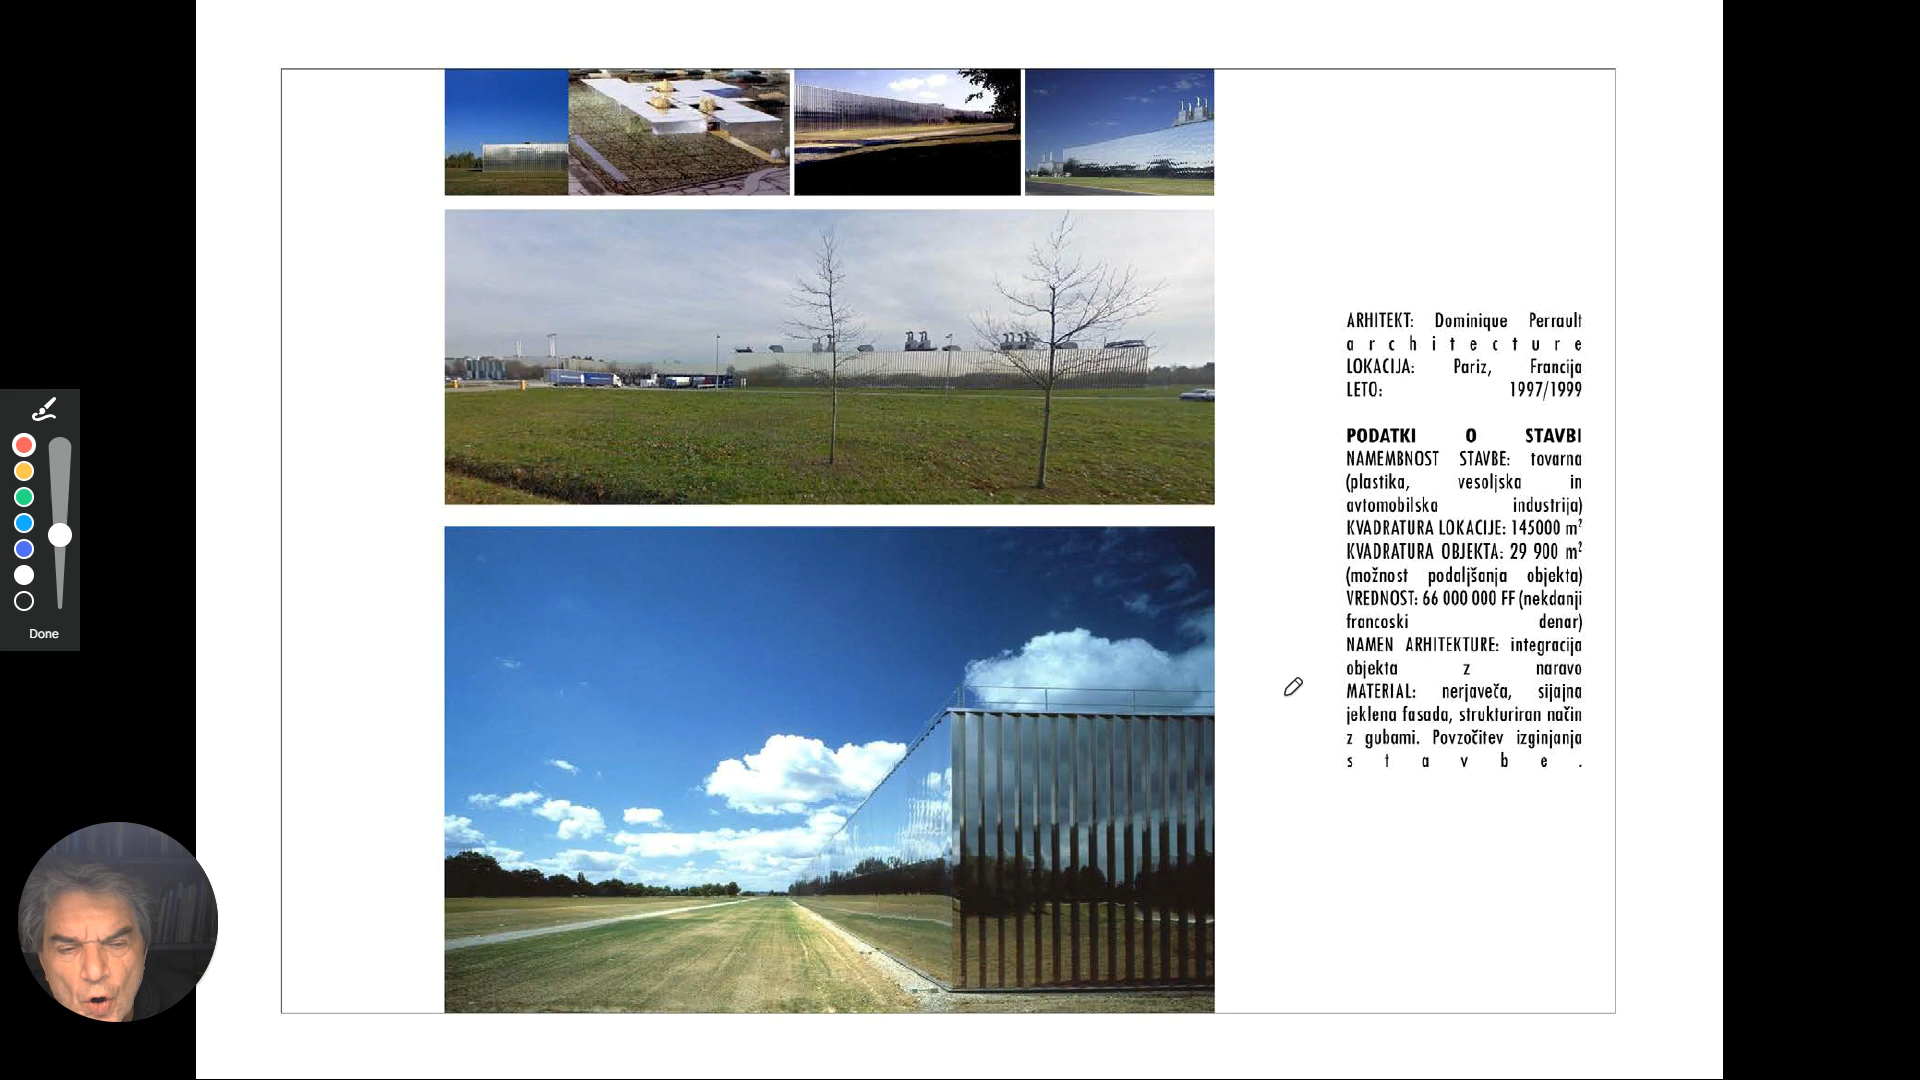 ARHITEKT: Dominique Perrault
architecture
LOKACIJA: Pariz, Francija
LETO: 1997/1999
PODATKI O STAVBI
NAMEMBNOST STAVBE: tovarna
(plastika, vesoljska in
avtomobilska industrija)
KVADRATURA LOKACIJE: 145000 m²
KVADRATURA OBJEKTA: 29 900 m²
(možnost podaljšanja objekta)
VREDNOST: 66 000 000 FF (nekdanji
francoski denar)
NAMEN ARHITEKTURE: integracija
objekta z naravo
MATERIAL: nerjaveča, sijajna
jeklena fasada, strukturiran način
z gubami. Povzočitev izginjanja
stavbe.
Done